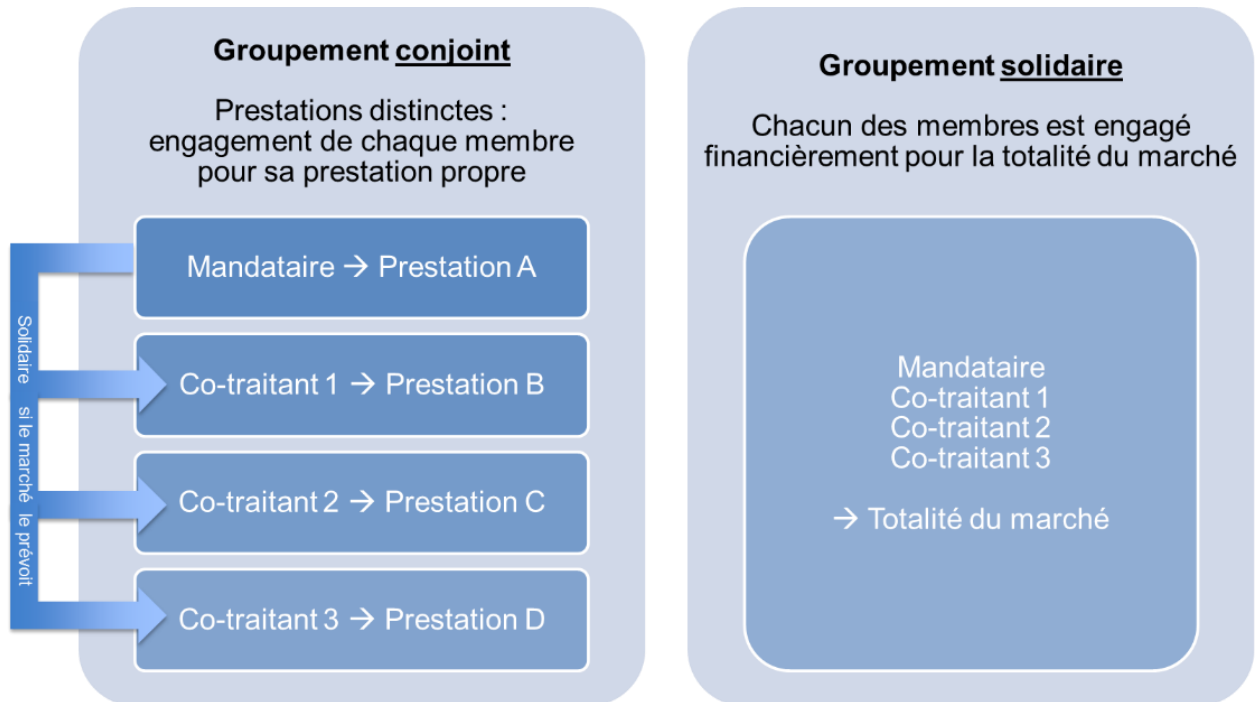 Groupement conjoint
Prestations distinctes :
engagement de chaque membre
pour sa prestation propre
Mandataire → Prestation A
Co-traitant 1 → Prestation B
Co-traitant 2 → Prestation C
Co-traitant 3 → Prestation D
Solidaire si le marché le prévoit
Groupement solidaire
Chacun des membres est engagé
financièrement pour la totalité du marché
Mandataire
Co-traitant 1
Co-traitant 2
Co-traitant 3
→ Totalité du marché